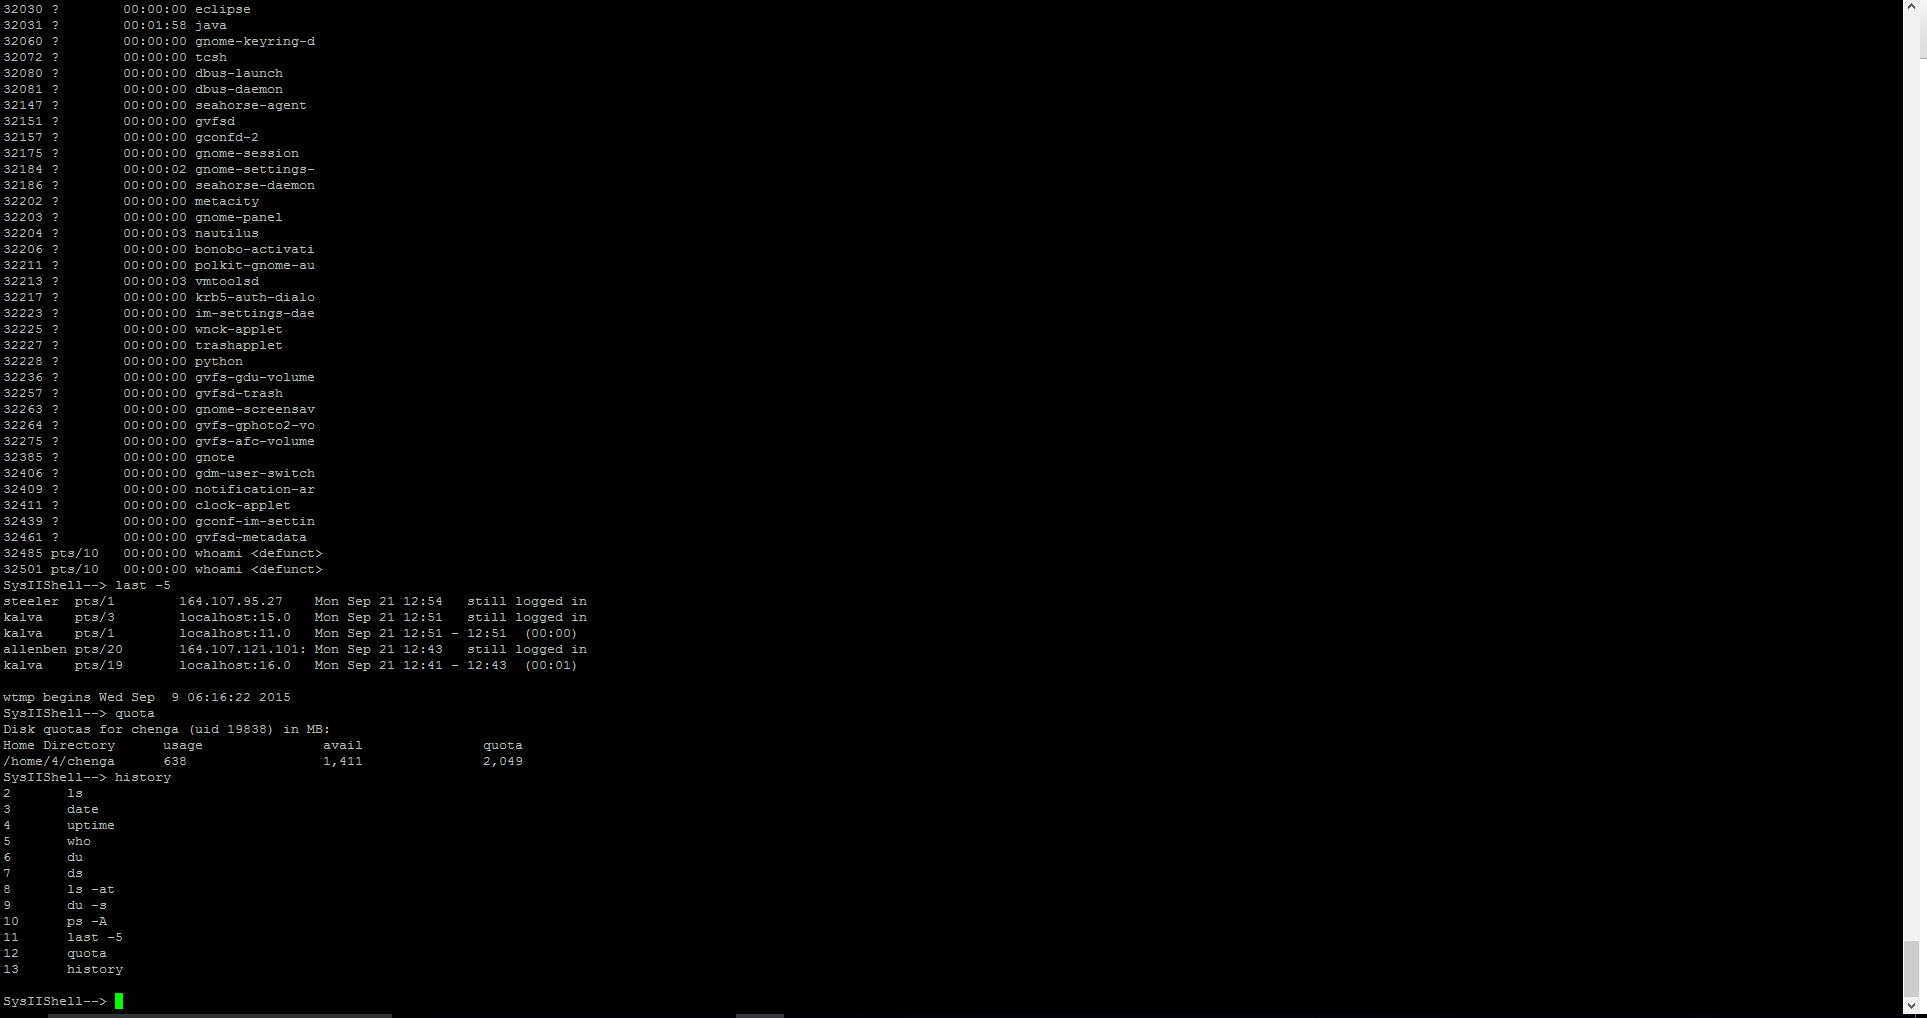 32030 ?        00:00:00 eclipse
32031 ?        00:01:58 java
32060 ?        00:00:00 gnome-keyring-d
32072 ?        00:00:00 tcsh
32080 ?        00:00:00 dbus-launch
32081 ?        00:00:00 dbus-daemon
32147 ?        00:00:00 seahorse-agent
32151 ?        00:00:00 gvfsd
32157 ?        00:00:00 gconfd-2
32175 ?        00:00:00 gnome-session
32184 ?        00:00:02 gnome-settings-
32186 ?        00:00:00 seahorse-daemon
32202 ?        00:00:00 metacity
32203 ?        00:00:00 gnome-panel
32204 ?        00:00:03 nautilus
32206 ?        00:00:00 bonobo-activati
32211 ?        00:00:00 polkit-gnome-au
32213 ?        00:00:03 vmtoolsd
32217 ?        00:00:00 krb5-auth-dialo
32223 ?        00:00:00 im-settings-dae
32225 ?        00:00:00 wnck-applet
32227 ?        00:00:00 trashapplet
32228 ?        00:00:00 python
32236 ?        00:00:00 gvfs-gdu-volume
32257 ?        00:00:00 gvfsd-trash
32263 ?        00:00:00 gnome-screensav
32264 ?        00:00:00 gvfs-gphoto2-vo
32275 ?        00:00:00 gvfs-afc-volume
32385 ?        00:00:00 gnote
32406 ?        00:00:00 gdm-user-switch
32409 ?        00:00:00 notification-ar
32411 ?        00:00:00 clock-applet
32439 ?        00:00:00 gconf-im-settin
32461 ?        00:00:00 gvfsd-metadata
32485 pts/10   00:00:00 whoami <defunct>
32501 pts/10   00:00:00 whoami <defunct>
SysIIShell--> last -5
steeler  pts/1        164.107.95.27    Mon Sep 21 12:54   still logged in
kalva    pts/3        localhost:15.0   Mon Sep 21 12:51   still logged in
kalva    pts/1        localhost:11.0   Mon Sep 21 12:51 - 12:51  (00:00)
allenben pts/20       164.107.121.101: Mon Sep 21 12:43   still logged in
kalva    pts/19       localhost:16.0   Mon Sep 21 12:41 - 12:43  (00:01)
wtmp begins Wed Sep  9 06:16:22 2015
SysIIShell--> quota
Disk quotas for chenga (uid 19838) in MB:
Home Directory      usage               avail               quota
/home/4/chenga      638                 1,411               2,049
SysIIShell--> history
2       ls
3       date
4       uptime
5       who
6       du
7       ds
8       ls -at
9       du -s
10      ps -A
11      last -5
12      quota
13      history
SysIIShell-->